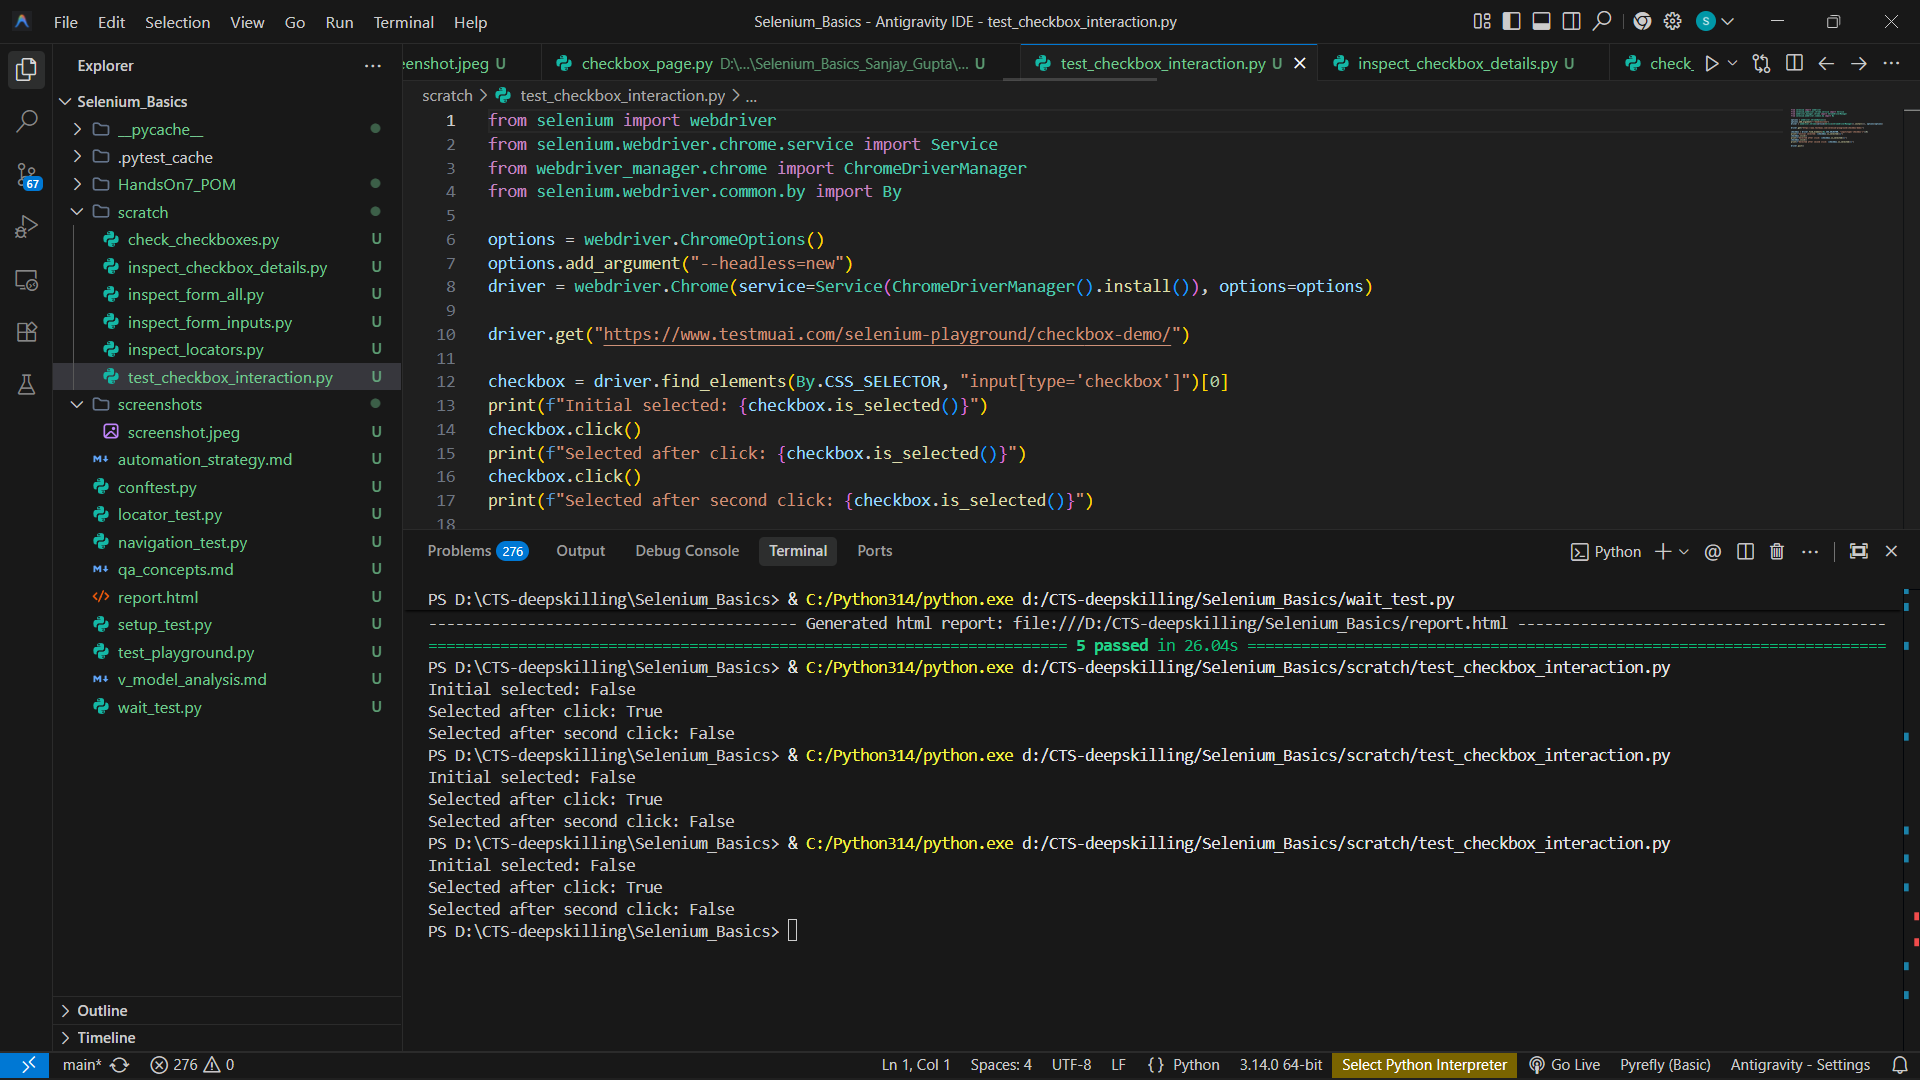 File Edit Selection View Go Run Terminal Help
Selenium_Basics - Antigravity IDE - test_checkbox_interaction.py
S
Explorer
Selenium_Basics
__pycache__
.pytest_cache
HandsOn7_POM
scratch
check_checkboxes.py U
inspect_checkbox_details.py U
inspect_form_all.py U
inspect_form_inputs.py U
inspect_locators.py U
test_checkbox_interaction.py U
screenshots
screenshot.jpeg U
automation_strategy.md U
conftest.py U
locator_test.py U
navigation_test.py U
qa_concepts.md U
report.html U
setup_test.py U
test_playground.py U
v_model_analysis.md U
wait_test.py U
Outline
Timeline
67
enshot.jpeg U
checkbox_page.py D:\...\Selenium_Basics_Sanjay_Gupta\... U
test_checkbox_interaction.py U
inspect_checkbox_details.py U
check_
scratch > test_checkbox_interaction.py > ...
1 from selenium import webdriver
2 from selenium.webdriver.chrome.service import Service
3 from webdriver_manager.chrome import ChromeDriverManager
4 from selenium.webdriver.common.by import By
5
6 options = webdriver.ChromeOptions()
7 options.add_argument("--headless=new")
8 driver = webdriver.Chrome(service=Service(ChromeDriverManager().install()), options=options)
9
10 driver.get("https://www.testmuai.com/selenium-playground/checkbox-demo/")
11
12 checkbox = driver.find_elements(By.CSS_SELECTOR, "input[type='checkbox']")[0]
13 print(f"Initial selected: {checkbox.is_selected()}")
14 checkbox.click()
15 print(f"Selected after click: {checkbox.is_selected()}")
16 checkbox.click()
17 print(f"Selected after second click: {checkbox.is_selected()}")
18
Problems 276 Output Debug Console Terminal Ports
Python
PS D:\CTS-deepskilling\Selenium_Basics> & C:/Python314/python.exe d:/CTS-deepskilling/Selenium_Basics/wait_test.py
----------------------------------------- Generated html report: file:///D:/CTS-deepskilling/Selenium_Basics/report.html -----------------------------------------
======================================================================= 5 passed in 26.04s =======================================================================
PS D:\CTS-deepskilling\Selenium_Basics> & C:/Python314/python.exe d:/CTS-deepskilling/Selenium_Basics/scratch/test_checkbox_interaction.py
Initial selected: False
Selected after click: True
Selected after second click: False
PS D:\CTS-deepskilling\Selenium_Basics> & C:/Python314/python.exe d:/CTS-deepskilling/Selenium_Basics/scratch/test_checkbox_interaction.py
Initial selected: False
Selected after click: True
Selected after second click: False
PS D:\CTS-deepskilling\Selenium_Basics> & C:/Python314/python.exe d:/CTS-deepskilling/Selenium_Basics/scratch/test_checkbox_interaction.py
Initial selected: False
Selected after click: True
Selected after second click: False
PS D:\CTS-deepskilling\Selenium_Basics>
main* 276 0
Ln 1, Col 1 Spaces: 4 UTF-8 LF {} Python 3.14.0 64-bit Select Python Interpreter Go Live Pyrefly (Basic) Antigravity - Settings